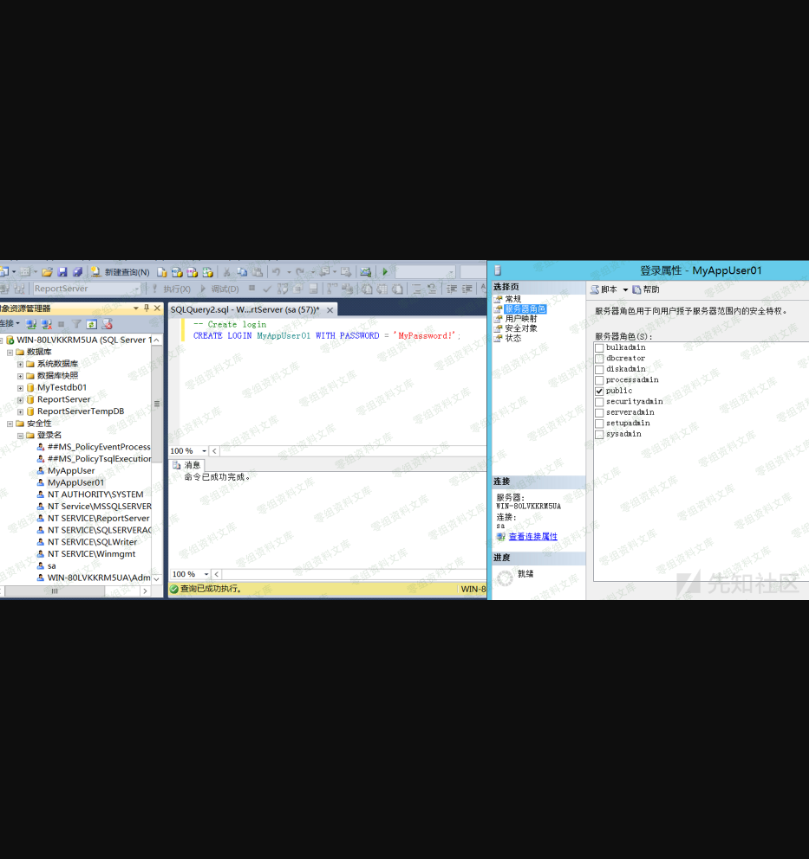 新建查询(N)
ReportServer
执行(X)
调试(D)
对象资源管理器
连接
WIN-80LVKKRM5UA (SQL Server 1
数据库
系统数据库
数据库快照
MyTestdb01
ReportServer
ReportServerTempDB
安全性
登录名
##MS_PolicyEventProcess
##MS_PolicyTsqlExecution
MyAppUser
MyAppUser01
NT AUTHORITY\SYSTEM
NT Service\MSSQLSERVER
NT SERVICE\ReportServer
NT SERVICE\SQLSERVERAG
NT SERVICE\SQLWriter
NT SERVICE\Winmgmt
sa
WIN-80LVKKRM5UA\Adm
SQLQuery2.sql - W...rtServer (sa (57))*
-- Create login
CREATE LOGIN MyAppUser01 WITH PASSWORD = 'MyPassword!';
100 %
消息
命令已成功完成。
100 %
查询已成功执行。
WIN-8
登录属性 - MyAppUser01
选择页
常规
服务器角色
用户映射
安全对象
状态
脚本
帮助
服务器角色用于向用户授予服务器范围内的安全特权。
服务器角色(S):
bulkadmin
dbcreator
diskadmin
processadmin
public
securityadmin
serveradmin
setupadmin
sysadmin
连接
服务器:
WIN-80LVKKRM5UA
连接:
sa
查看连接属性
进度
就绪
零组资料文库
先知社区